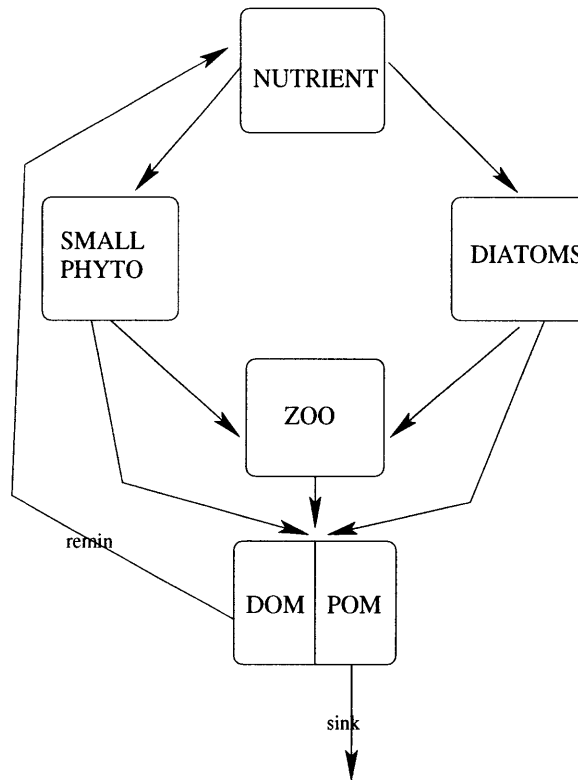 NUTRIENT
SMALL
PHYTO
DIATOMS
ZOO
remin
DOM
POM
sink